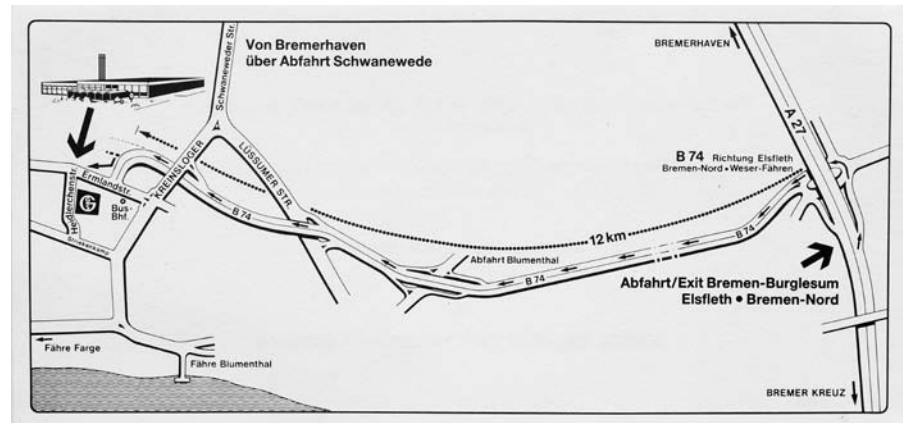 Von Bremerhaven
über Abfahrt Schwanewede
BREMERHAVEN
A 27
Schwaneweder Str.
LÜSSUMER STR.
KREINSLOGER
B 74 Richtung Elsfleth
Bremen-Nord • Weser-Fähren
Ermlandstr.
Heidlerchenstr.
G
Bus-
Bhf.
Striekerkamp
B 74
12 km
B 74
Abfahrt Blumenthal
B 74
Abfahrt/Exit Bremen-Burglesum
Elsfleth • Bremen-Nord
Fähre Farge
Fähre Blumenthal
BREMER KREUZ